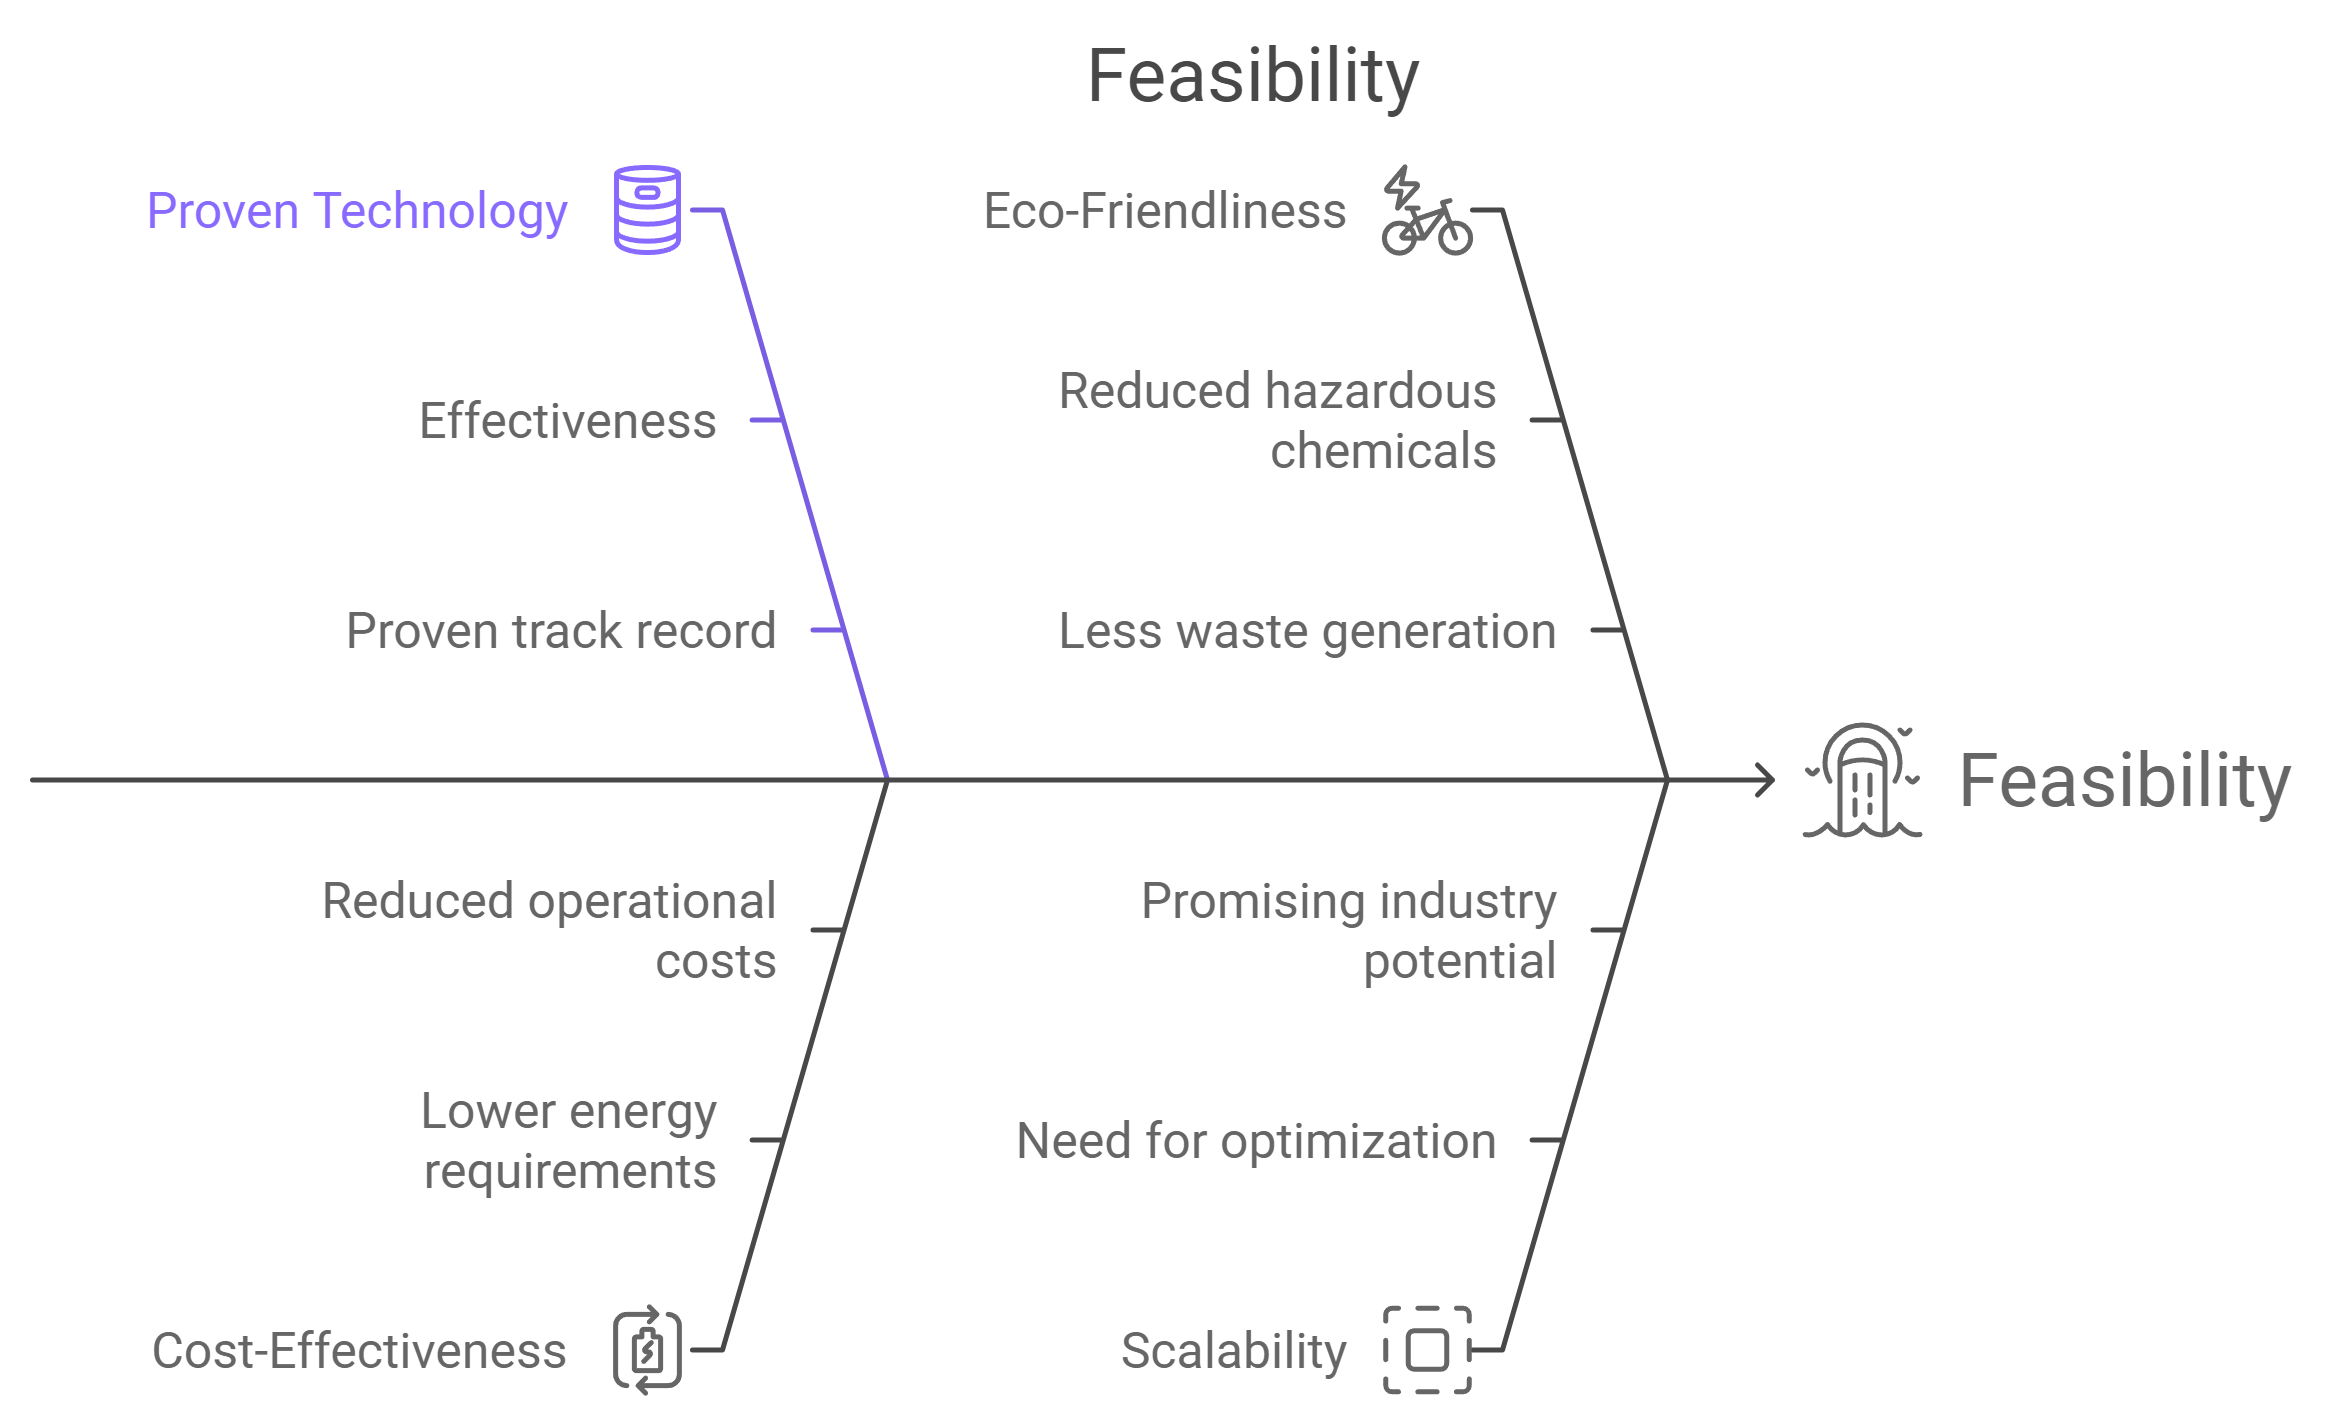 Feasibility
Proven Technology
Effectiveness
Proven track record
Eco-Friendliness
Reduced hazardous
chemicals
Less waste generation
Feasibility
Reduced operational
costs
Lower energy
requirements
Cost-Effectiveness
Promising industry
potential
Need for optimization
Scalability